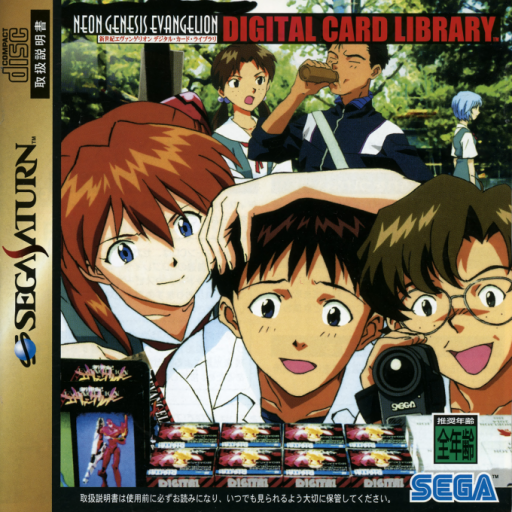 COMPACT
disc
取扱説明書
SEGA SATURN™
NEON GENESIS EVANGELION
新世紀エヴァンゲリオン デジタル・カード・ライブラリ
DIGITAL CARD LIBRARY
SEGA
推奨年齢
全年齢
SEGA™
取扱説明書は使用前に必ずお読みになり、いつでも見られるよう大切に保管してください。